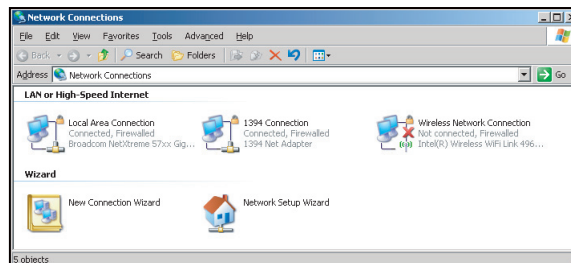 Network Connections
File Edit View Favorites Tools Advanced Help
Back Search Folders
Address Network Connections Go
LAN or High-Speed Internet
Local Area Connection
Connected, Firewalled
Broadcom NetXtreme 57xx Gig...
1394 Connection
Connected, Firewalled
1394 Net Adapter
Wireless Network Connection
Not connected, Firewalled
Intel(R) Wireless WiFi Link 496...
Wizard
New Connection Wizard
Network Setup Wizard
5 objects